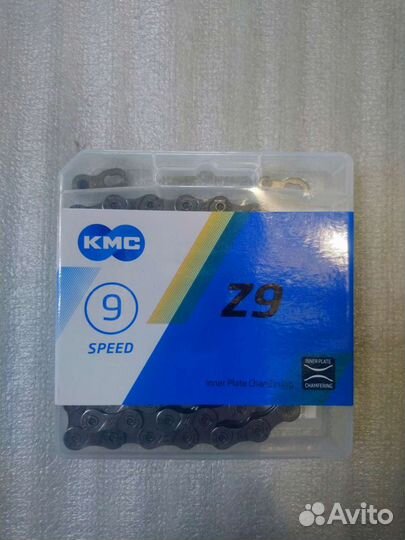 KMC
9
SPEED
Z9
Inner Plate Chamfering
INNER PLATE
CHAMFERING
Avito